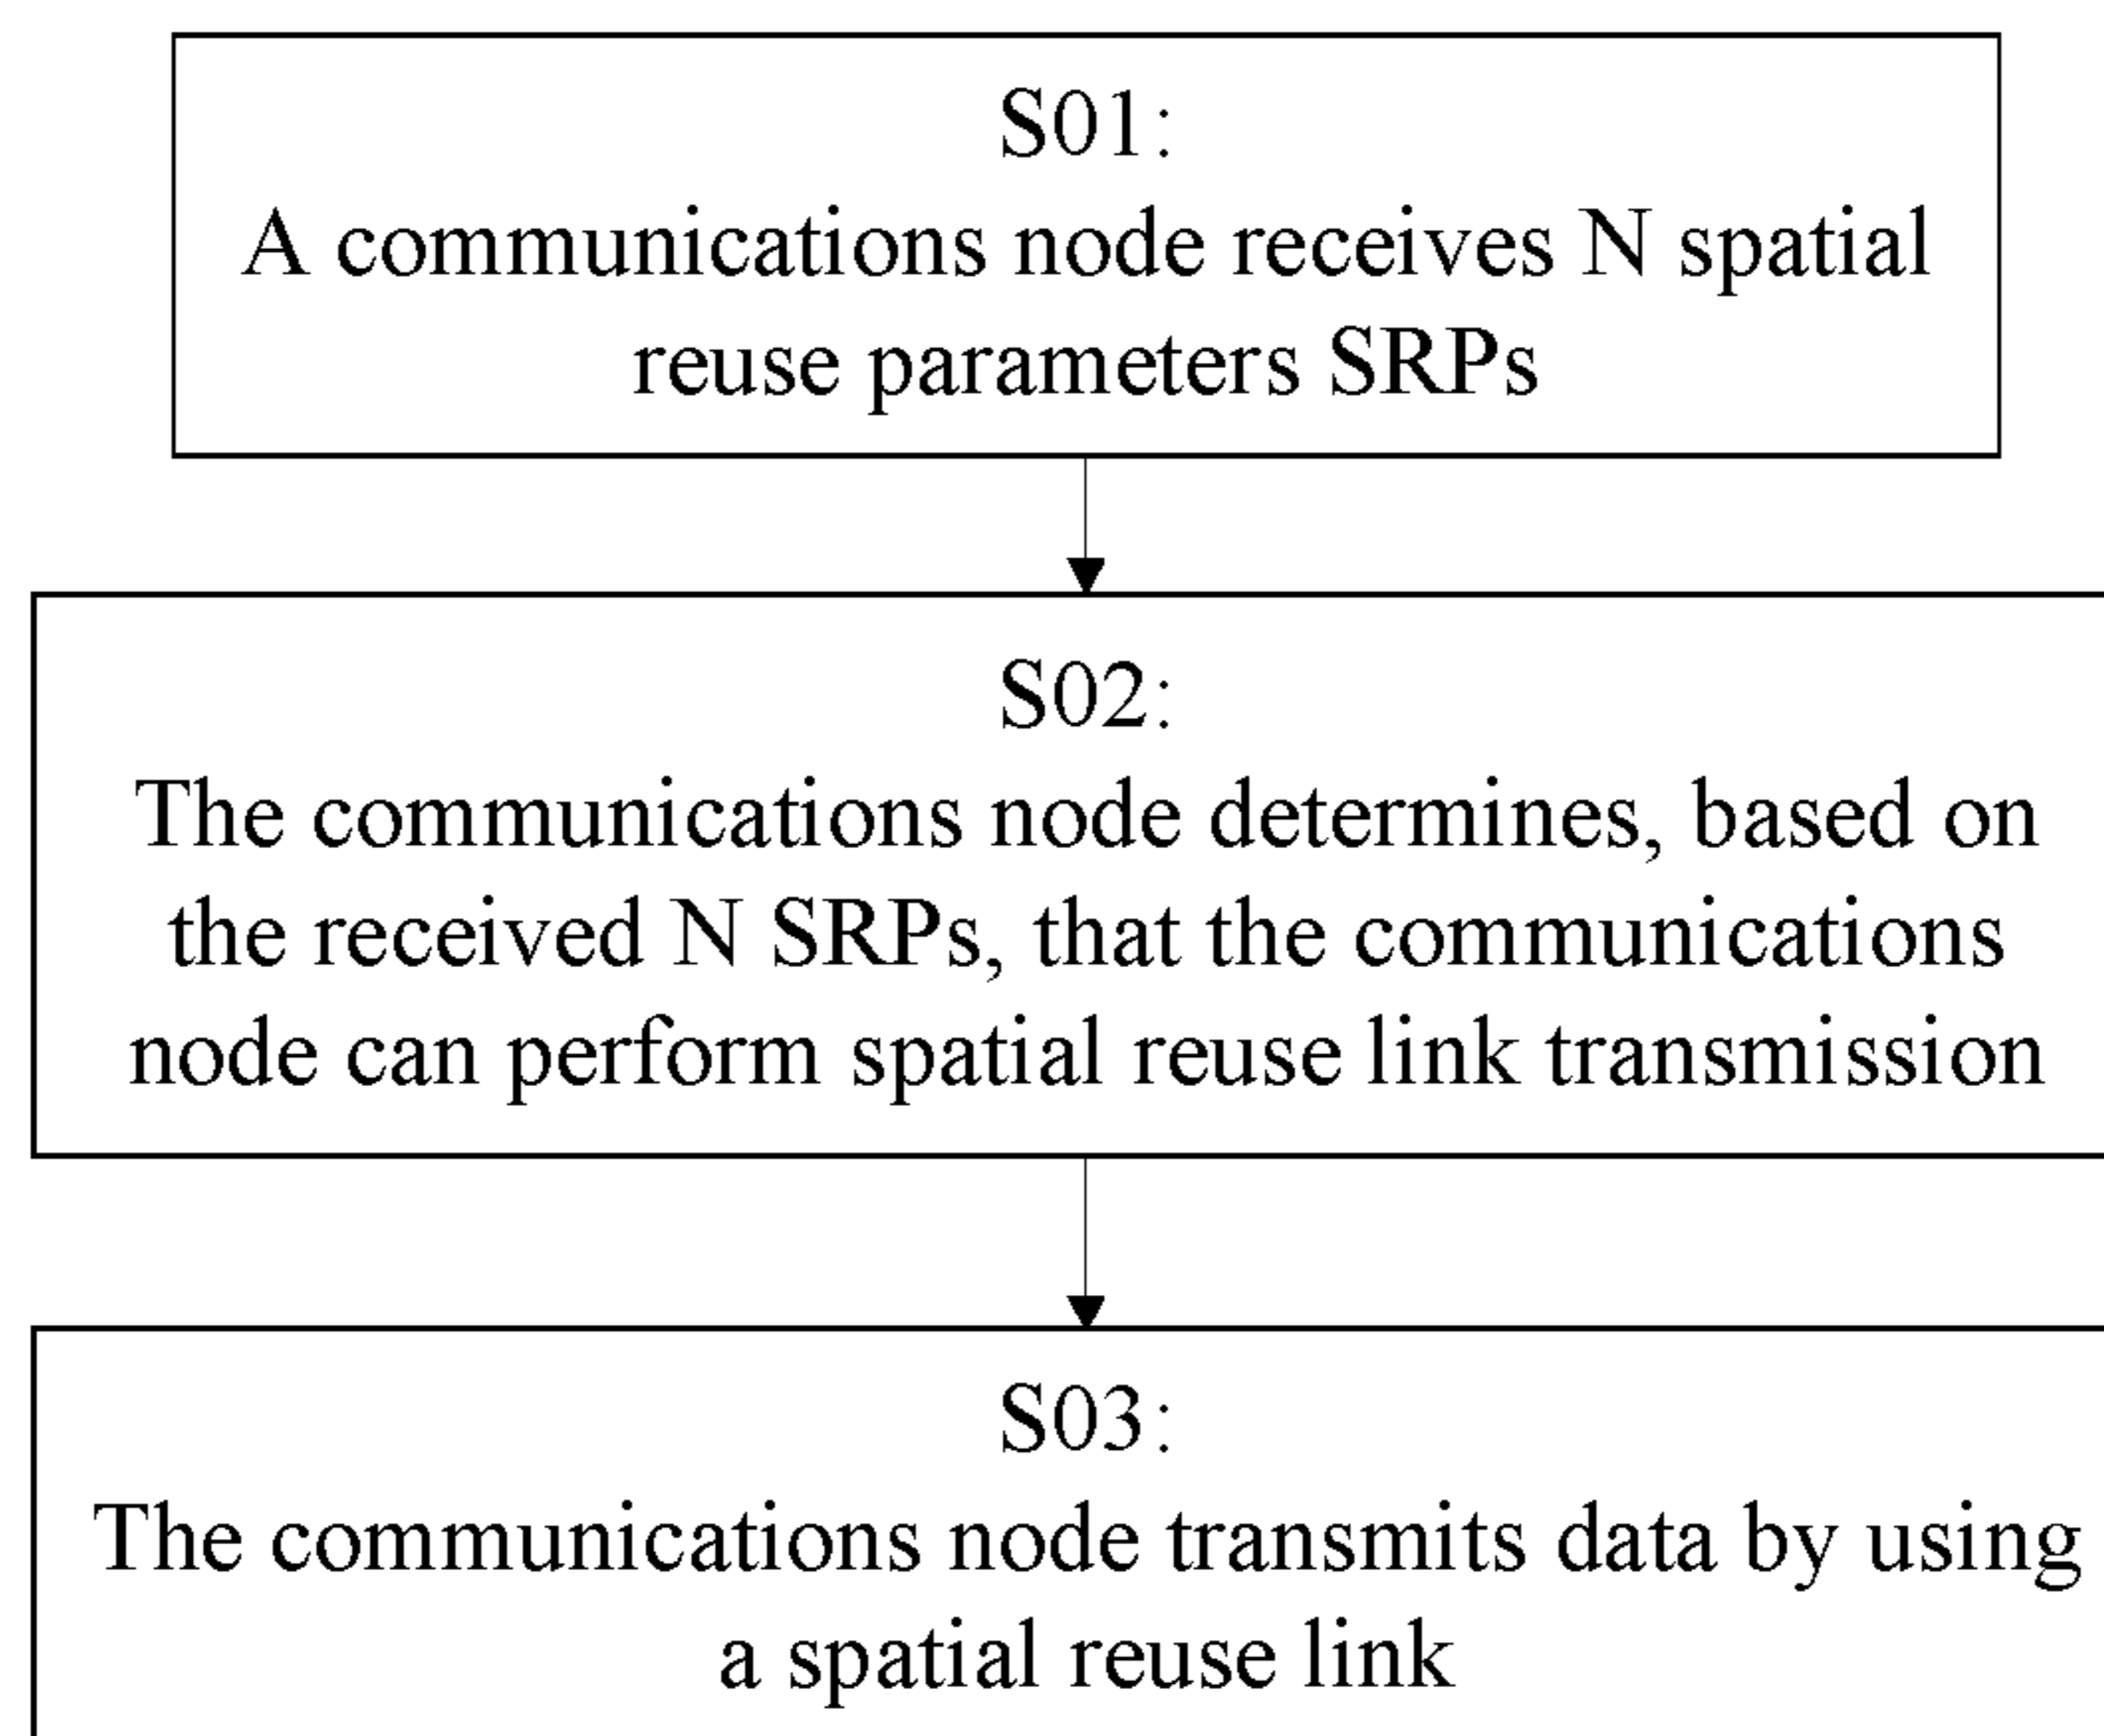 S01:
A communications node receives N spatial
reuse parameters SRPs
S02:
The communications node determines, based on
the received N SRPs, that the communications
node can perform spatial reuse link transmission
S03:
The communications node transmits data by using
a spatial reuse link